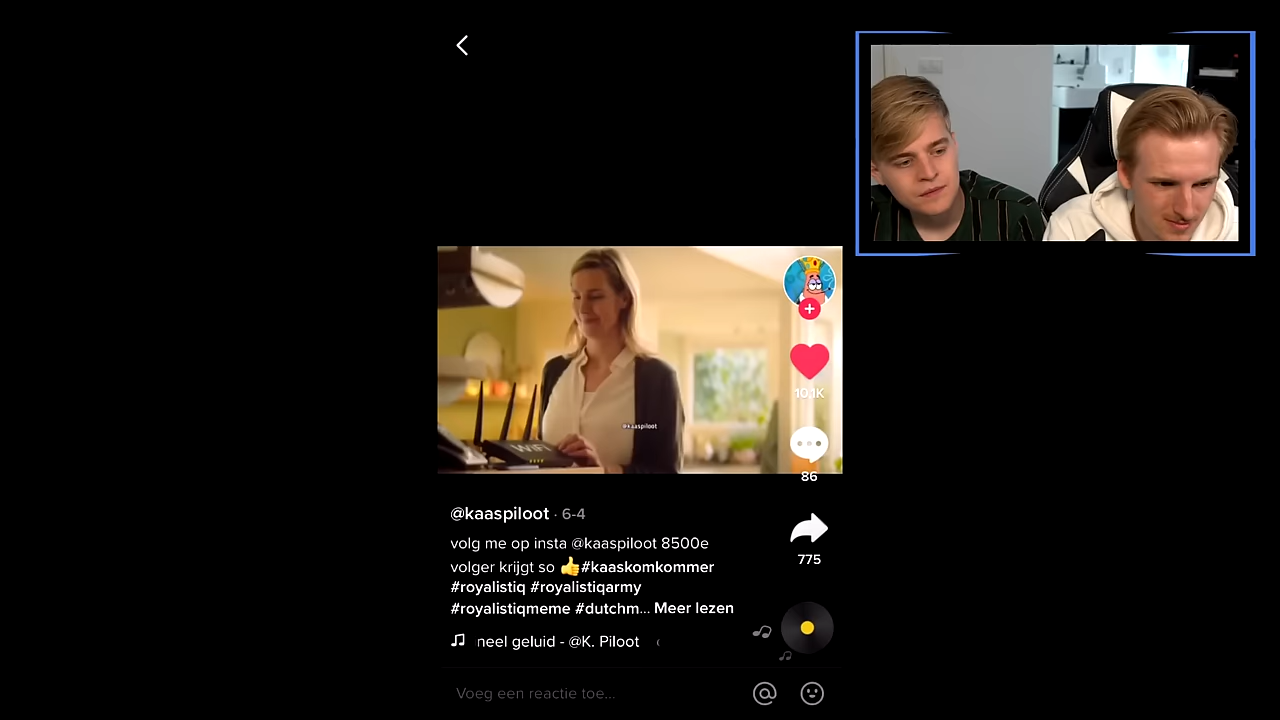 @kaaspiloot
WiFi
10.1K
86
@kaaspiloot · 6-4
volg me op insta @kaaspiloot 8500e
volger krijgt so 👍#kaaskomkommer
#royalistiq #royalistiqarmy
#royalistiqmeme #dutchm... Meer lezen
775
neel geluid - @K. Piloot
Voeg een reactie toe...